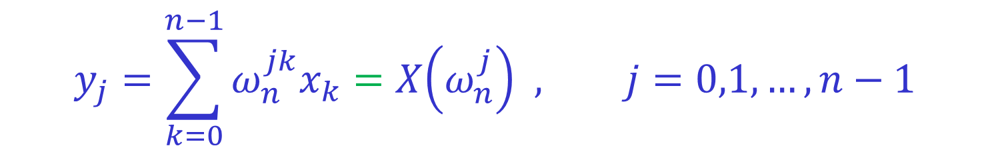 y_j = \sum_{k=0}^{n-1} \omega_n^{jk} x_k = X(\omega_n^j) , j = 0,1,…,n − 1